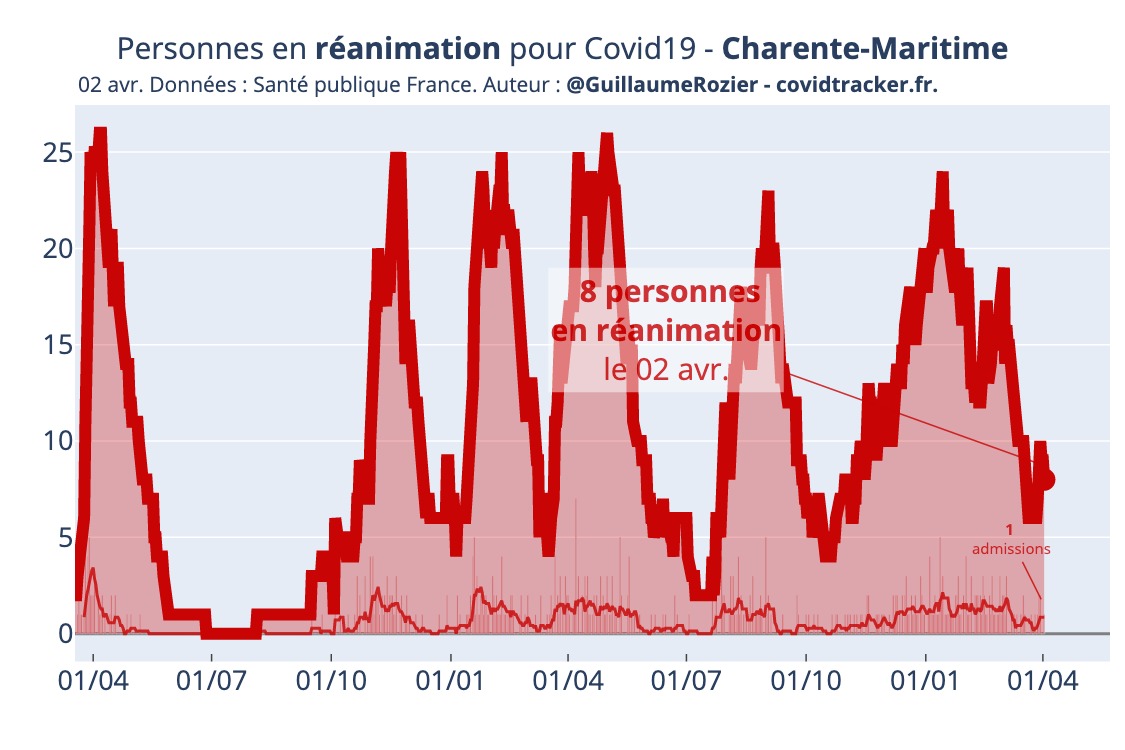 Personnes en réanimation pour Covid19 - Charente-Maritime
02 avr. Données : Santé publique France. Auteur : @GuillaumeRozier - covidtracker.fr.
25
20
15
10
5
0
8 personnes
en réanimation
le 02 avr.
1
admissions
01/04 01/07 01/10 01/01 01/04 01/07 01/10 01/01 01/04